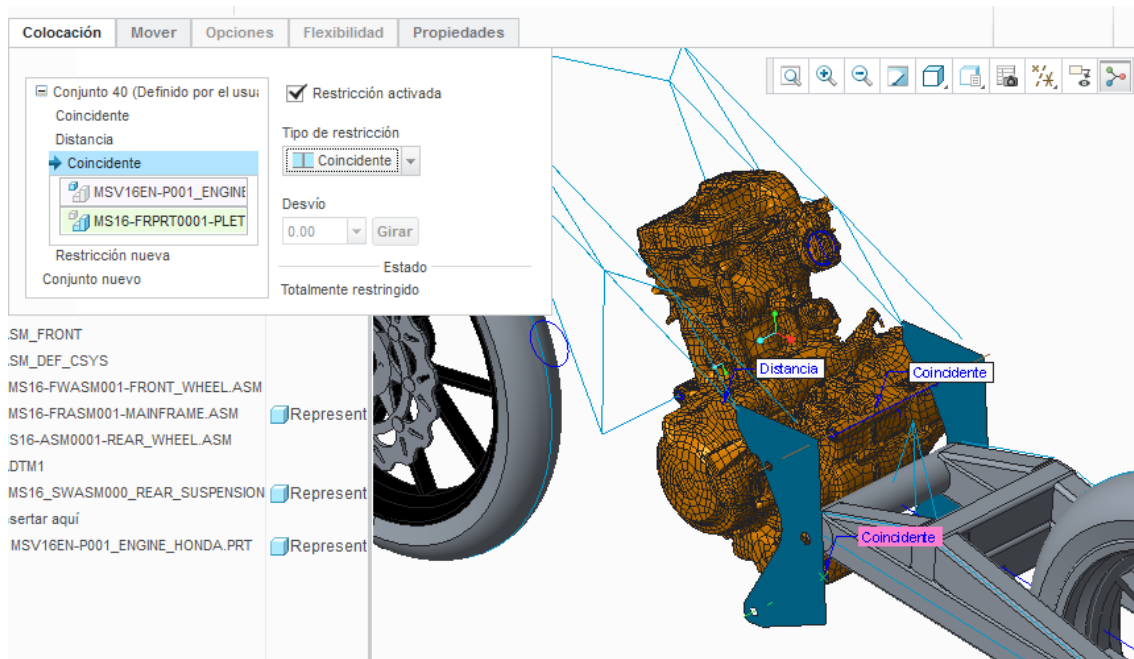 Colocación Mover Opciones Flexibilidad Propiedades
Conjunto 40 (Definido por el usua
Coincidente
Distancia
Coincidente
MSV16EN-P001_ENGINE
MS16-FRPRT0001-PLET
Restricción nueva
Conjunto nuevo
Restricción activada
Tipo de restricción
Coincidente
Desvío
0.00 Girar
Estado
Totalmente restringido
.SM_FRONT
.SM_DEF_CSYS
MS16-FWASM001-FRONT_WHEEL.ASM
MS16-FRASM001-MAINFRAME.ASM Represent
S16-ASM0001-REAR_WHEEL.ASM
DTM1
MS16_SWASM000_REAR_SUSPENSION Represent
sertar aquí
MSV16EN-P001_ENGINE_HONDA.PRT Represent
Distancia
Coincidente
Coincidente